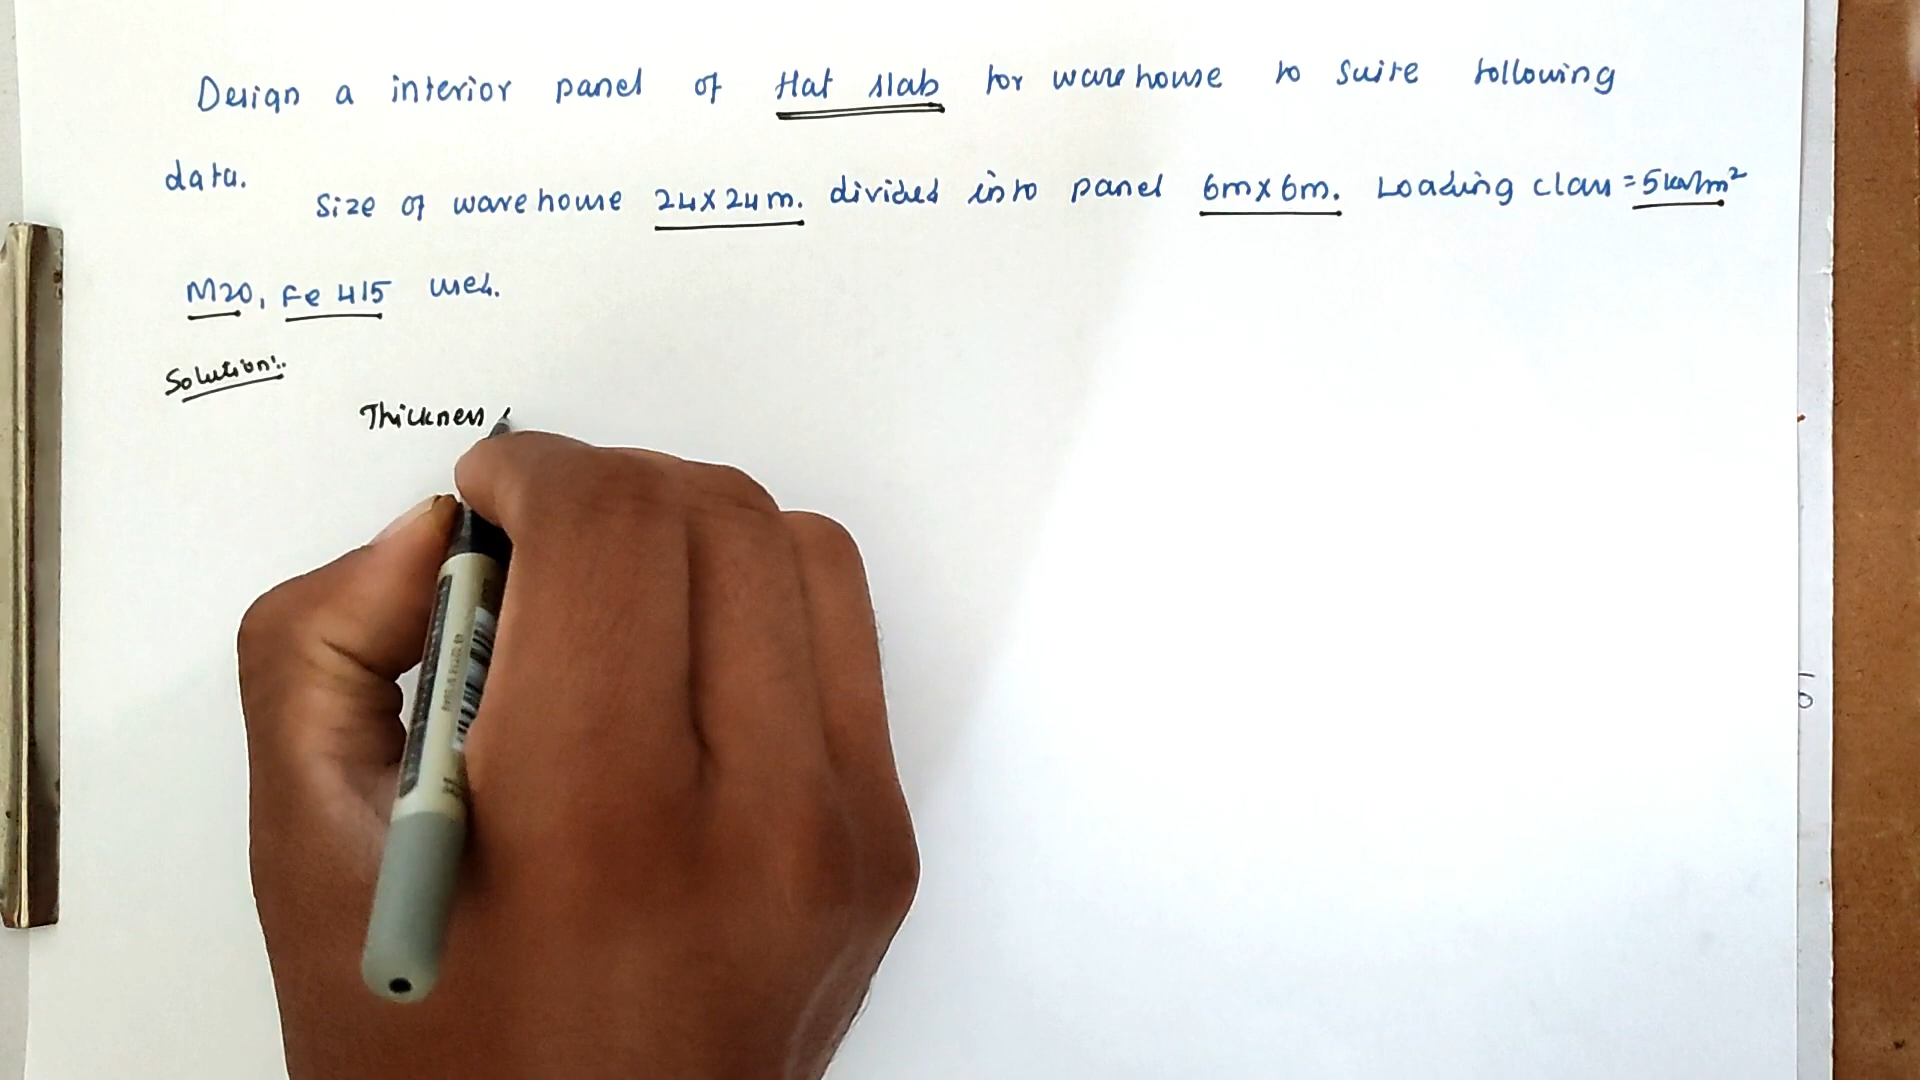 Design a interior panel of flat slab for warehouse to suite following
data.
Size of warehouse 24x24m. divided into panel 6mx6m. Loading class = 5kN/m²
M20, Fe 415 used.
Solution:-
Thickness